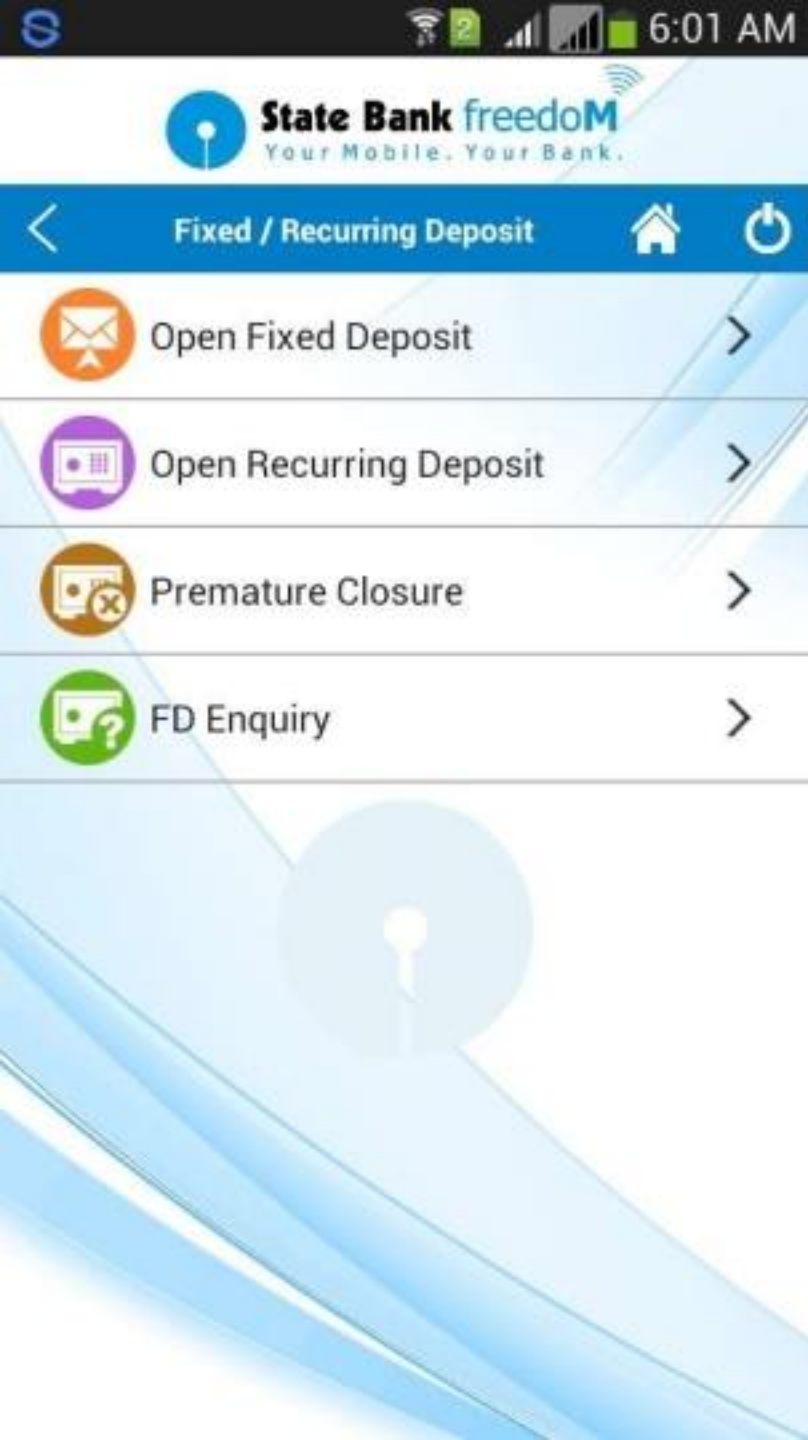 2 6:01 AM
State Bank freedoM
Your Mobile. Your Bank.
Fixed / Recurring Deposit
Open Fixed Deposit
Open Recurring Deposit
Premature Closure
FD Enquiry